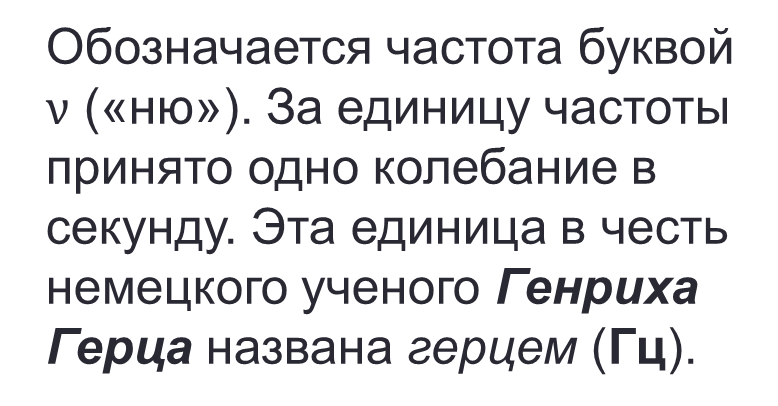 Обозначается частота буквой
ν («ню»). За единицу частоты
принято одно колебание в
секунду. Эта единица в честь
немецкого ученого Генриха
Герца названа герцем (Гц).